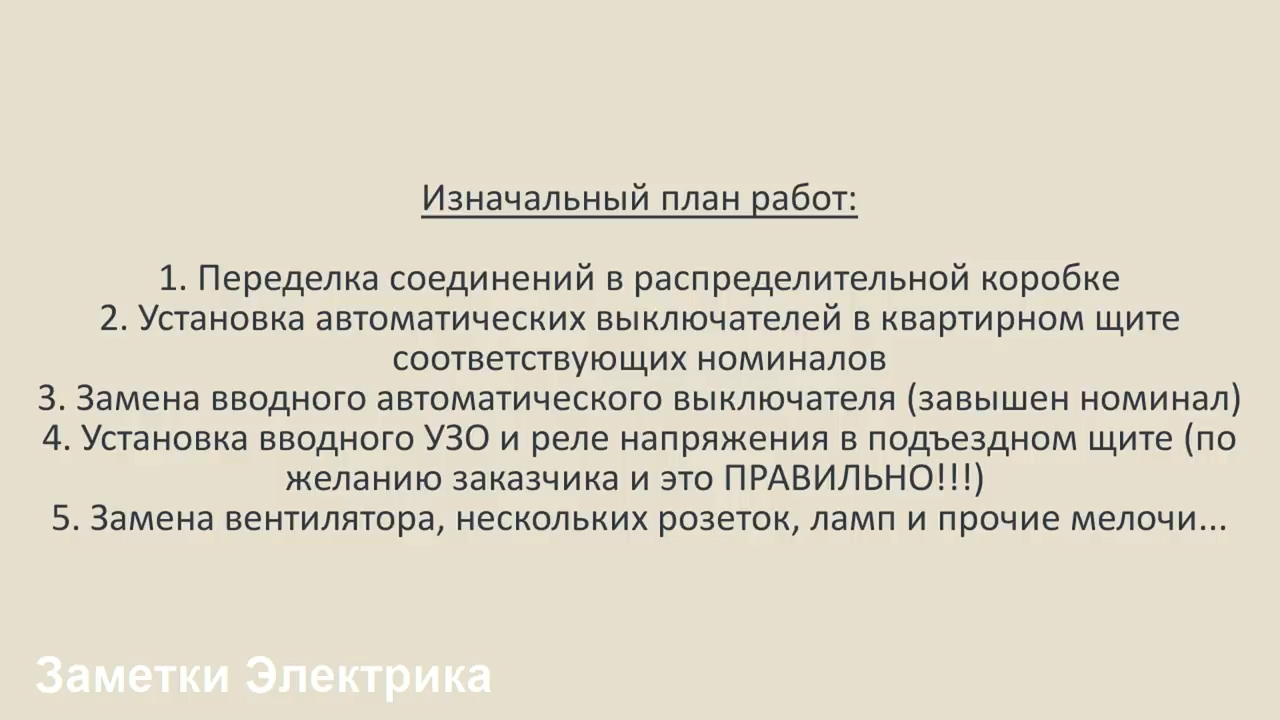 Изначальный план работ:
1. Переделка соединений в распределительной коробке
2. Установка автоматических выключателей в квартирном щите
соответствующих номиналов
3. Замена вводного автоматического выключателя (завышен номинал)
4. Установка вводного УЗО и реле напряжения в подъездном щите (по
желанию заказчика и это ПРАВИЛЬНО!!!)
5. Замена вентилятора, нескольких розеток, ламп и прочие мелочи...
Заметки Электрика